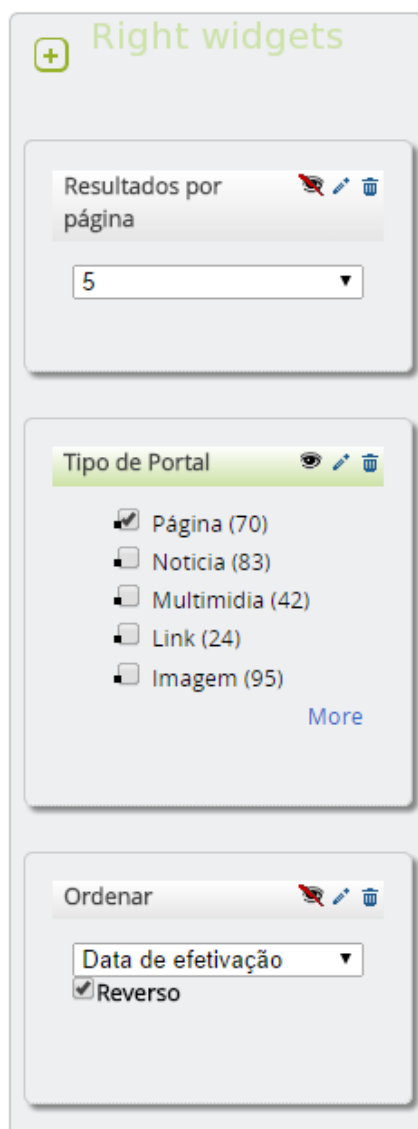 Right widgets
Resultados por
página
5
Tipo de Portal
Página (70)
Noticia (83)
Multimidia (42)
Link (24)
Imagem (95)
More
Ordenar
Data de efetivação
Reverso